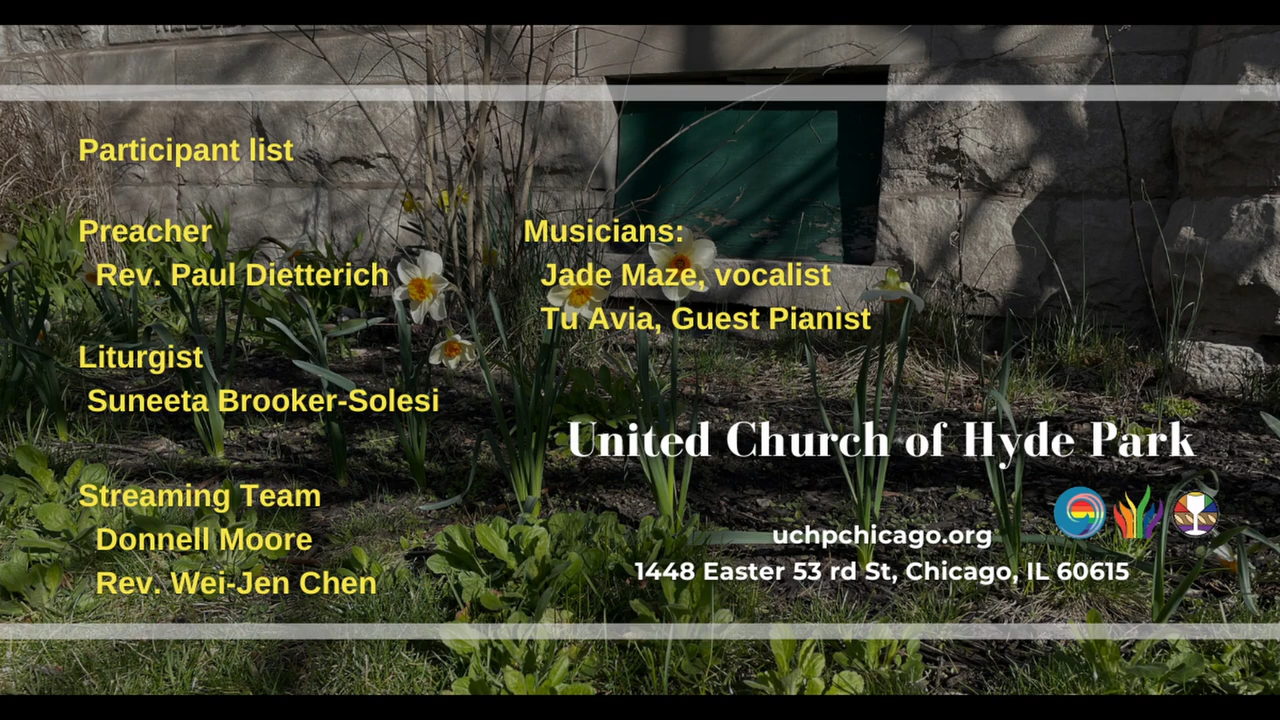 Participant list
Preacher
Rev. Paul Dietterich
Liturgist
Suneeta Brooker-Solesi
Streaming Team
Donnell Moore
Rev. Wei-Jen Chen
Musicians:
Jade Maze, vocalist
Tu Avia, Guest Pianist
United Church of Hyde Park
uchpchicago.org
1448 Easter 53 rd St, Chicago, IL 60615